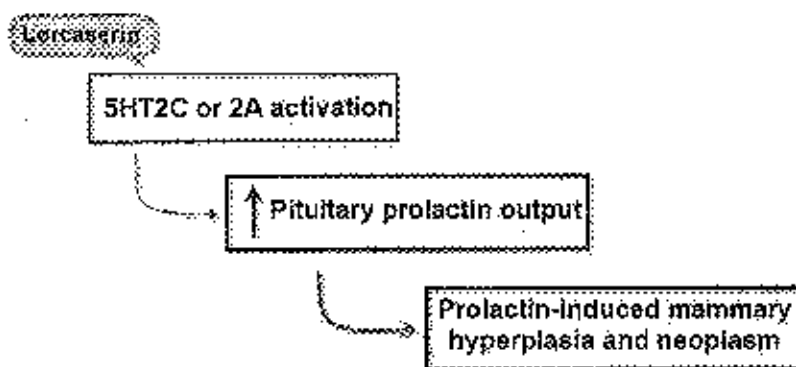 Lorcaserin
5HT2C or 2A activation
↑ Pituitary prolactin output
Prolactin-induced mammary
hyperplasia and neoplasm